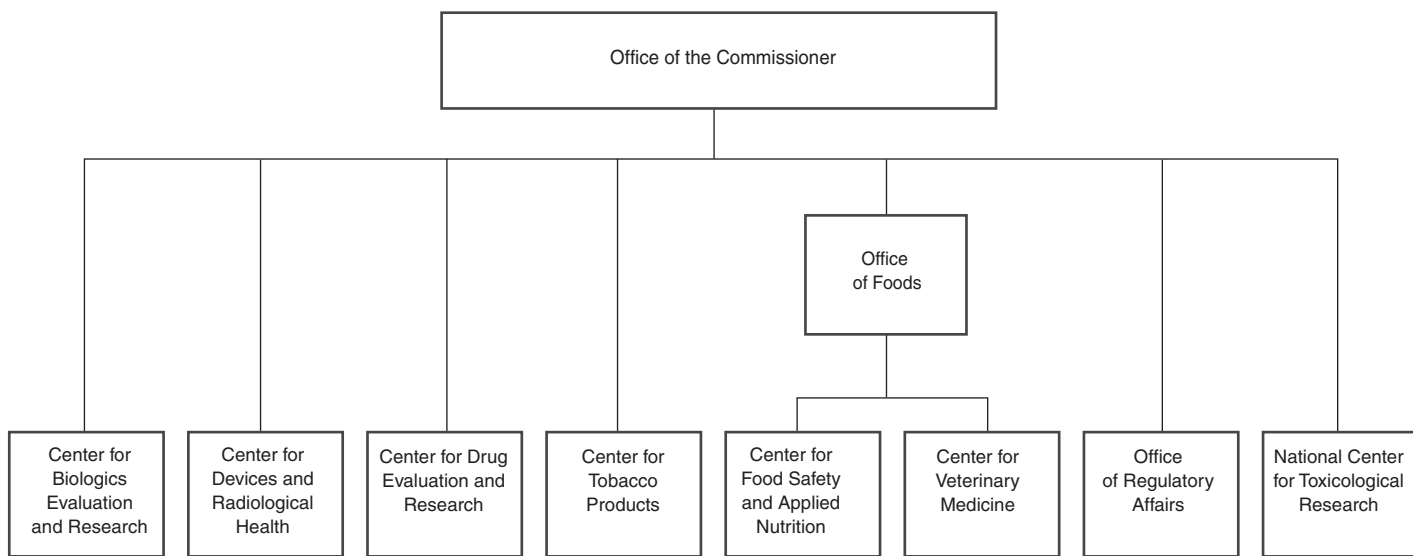 Office of the Commissioner
Office
of Foods
Center for
Biologics
Evaluation
and Research
Center for
Devices and
Radiological
Health
Center for Drug
Evaluation and
Research
Center for
Tobacco
Products
Center for
Food Safety
and Applied
Nutrition
Center for
Veterinary
Medicine
Office
of Regulatory
Affairs
National Center
for Toxicological
Research